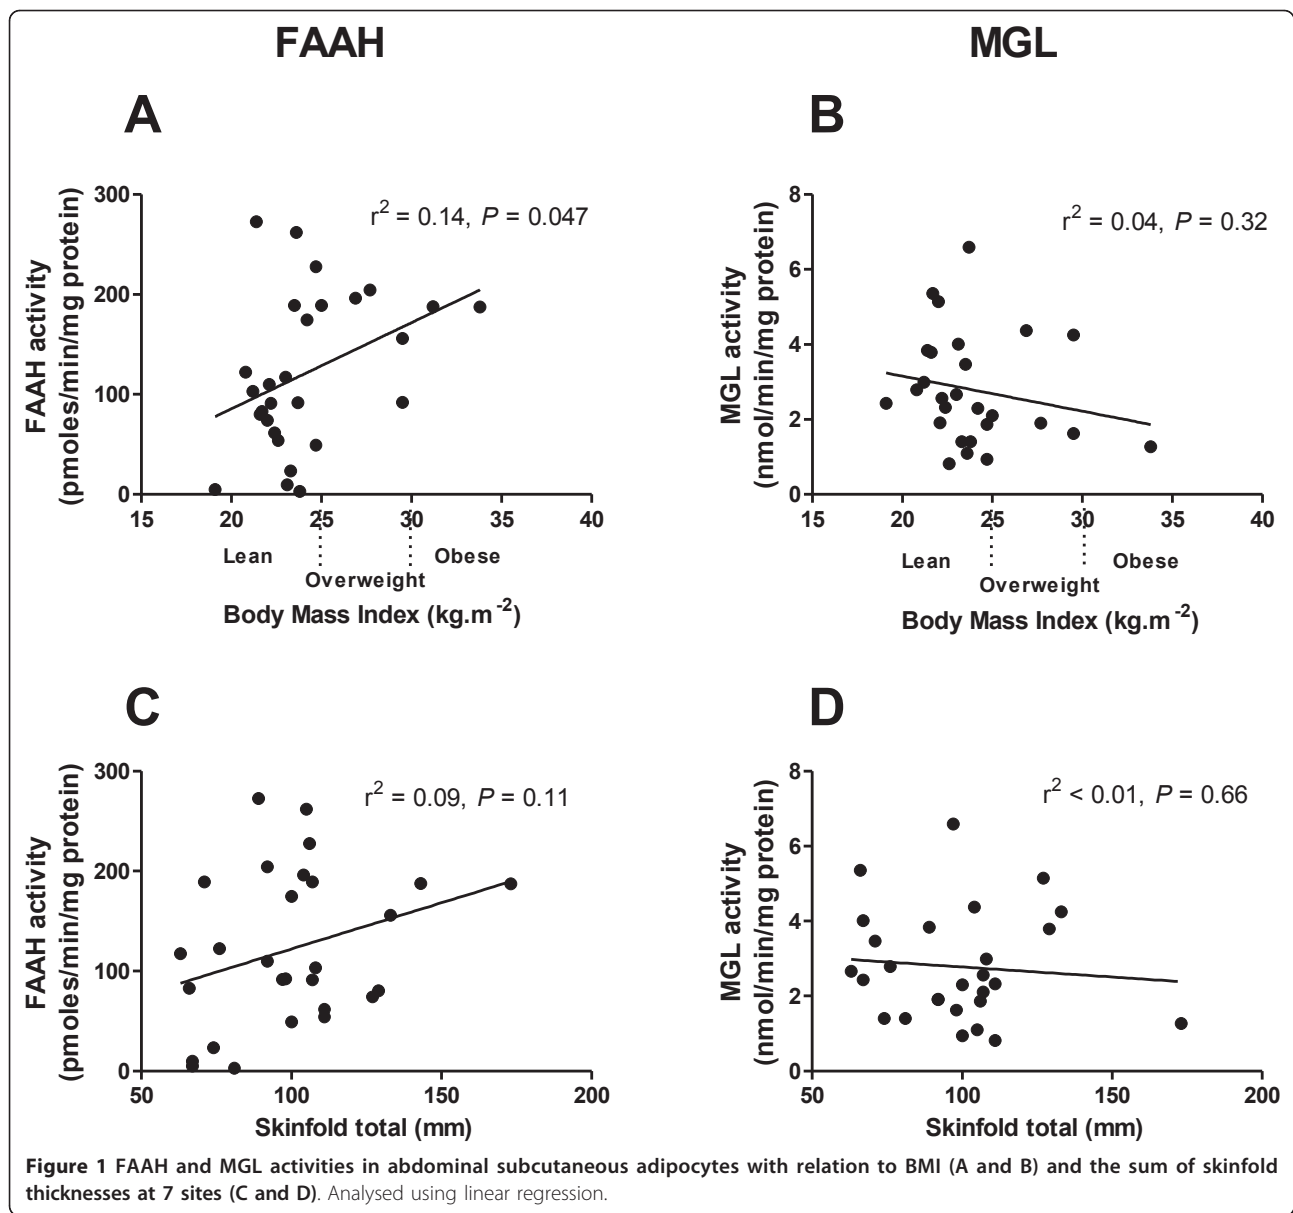 FAAH
MGL
A
FAAH activity
(pmoles/min/mg protein)
300
200
100
0
r² = 0.14, P = 0.047
15 20 25 30 35 40
Lean
Overweight
Obese
Body Mass Index (kg.m⁻²)
B
MGL activity
(nmol/min/mg protein)
8
6
4
2
0
r² = 0.04, P = 0.32
15 20 25 30 35 40
Lean
Overweight
Obese
Body Mass Index (kg.m⁻²)
C
FAAH activity
(pmoles/min/mg protein)
300
200
100
0
r² = 0.09, P = 0.11
50 100 150 200
Skinfold total (mm)
D
MGL activity
(nmol/min/mg protein)
8
6
4
2
0
r² < 0.01, P = 0.66
50 100 150 200
Skinfold total (mm)
Figure 1 FAAH and MGL activities in abdominal subcutaneous adipocytes with relation to BMI (A and B) and the sum of skinfold
thicknesses at 7 sites (C and D). Analysed using linear regression.